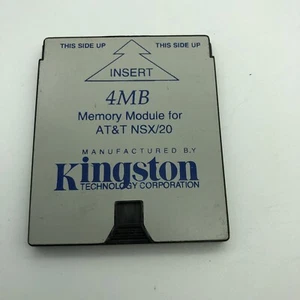 THIS SIDE UP THIS SIDE UP
INSERT
4MB
Memory Module for
AT&T NSX/20
MANUFACTURED BY
Kingston
TECHNOLOGY CORPORATION